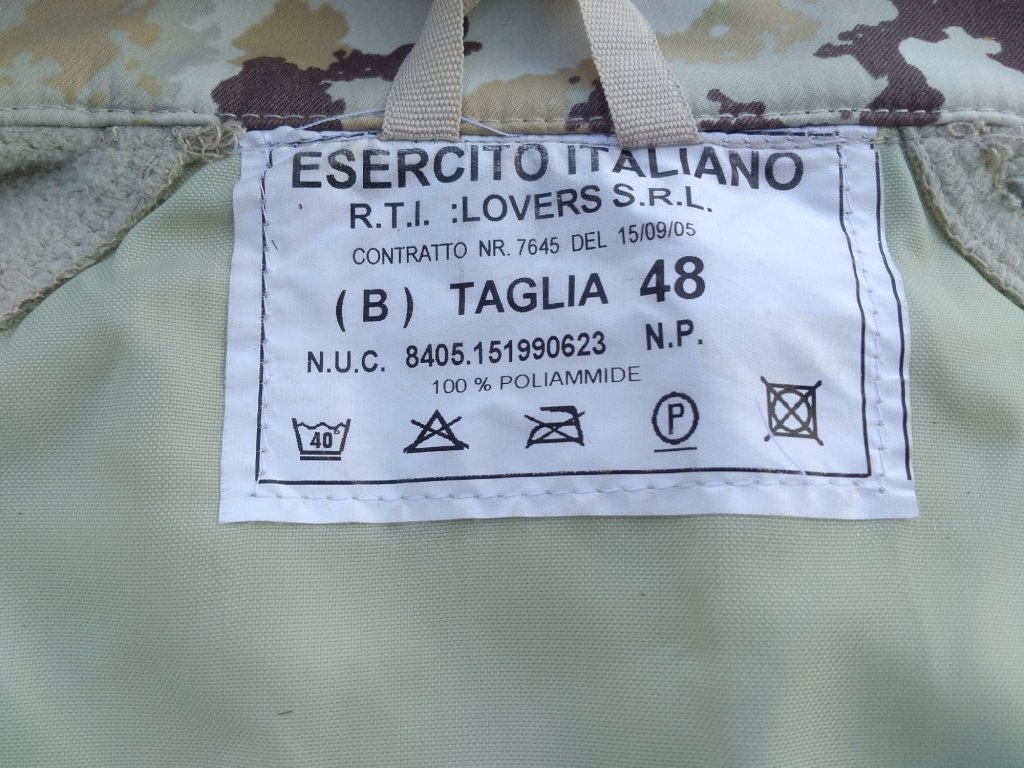 ESERCITO ITALIANO
R.T.I. :LOVERS S.R.L.
CONTRATTO NR. 7645 DEL 15/09/05
(B) TAGLIA 48
N.U.C. 8405.151990623 N.P.
100 % POLIAMMIDE
40° P